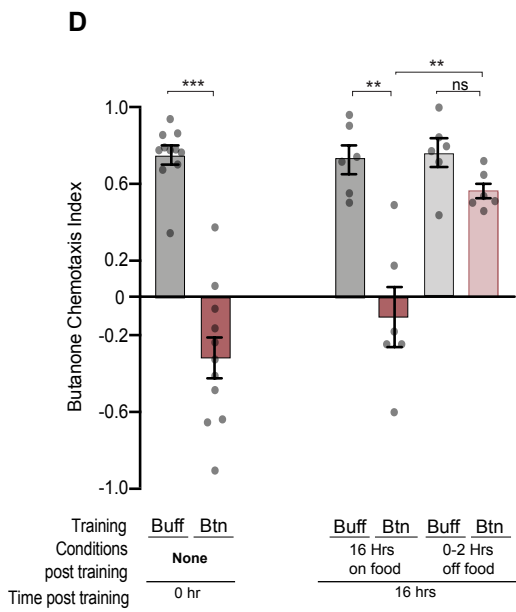 D
**
*** ** ns
1.0
0.6
0.2
0
-0.2
-0.6
-1.0
Butanone Chemotaxis Index
Training Buff Btn Buff Btn Buff Btn
Conditions post training None 16 Hrs on food 0-2 Hrs off food
Time post training 0 hr 16 hrs